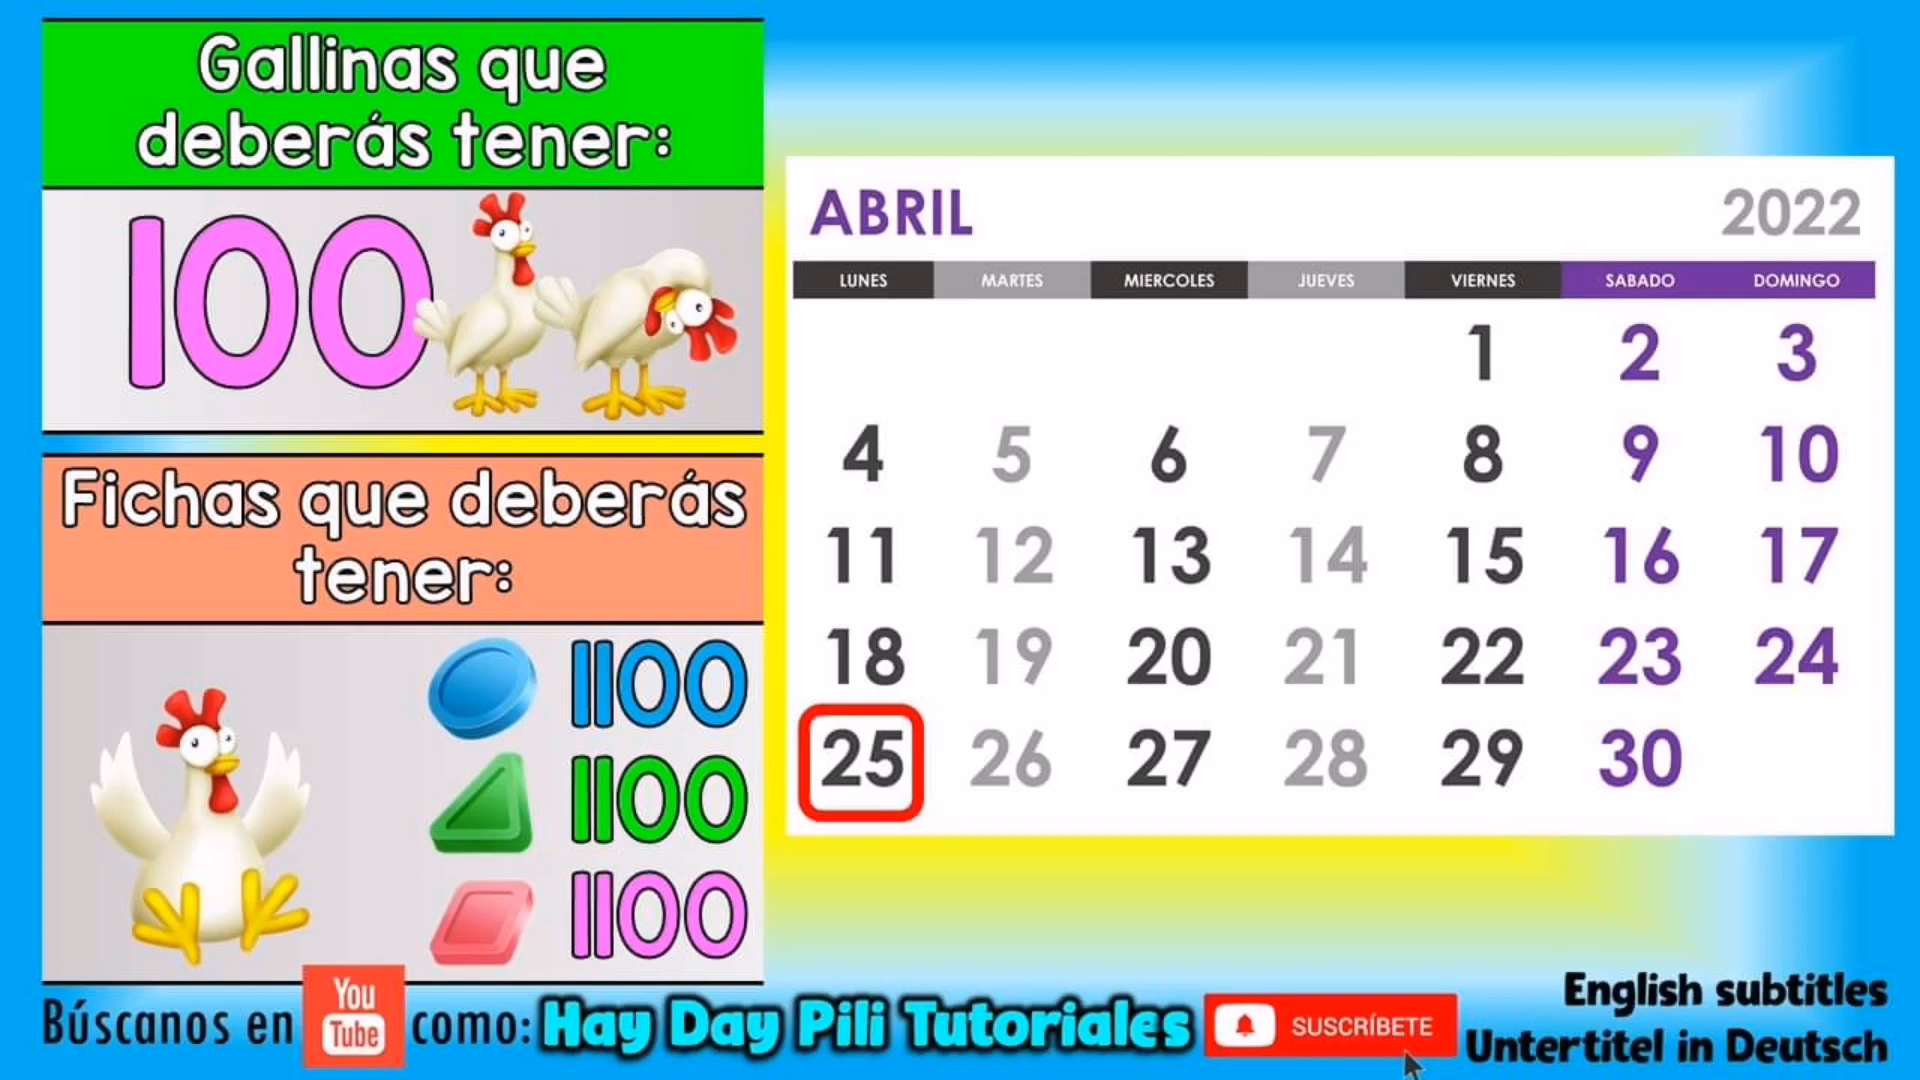 Gallinas que
deberás tener:
100
Fichas que deberás
tener:
1100
1100
1100
ABRIL 2022
LUNES MARTES MIERCOLES JUEVES VIERNES SABADO DOMINGO
1 2 3
4 5 6 7 8 9 10
11 12 13 14 15 16 17
18 19 20 21 22 23 24
25 26 27 28 29 30
Búscanos en You Tube como: Hay Day Pili Tutoriales SUSCRÍBETE
English subtitles
Untertitel in Deutsch